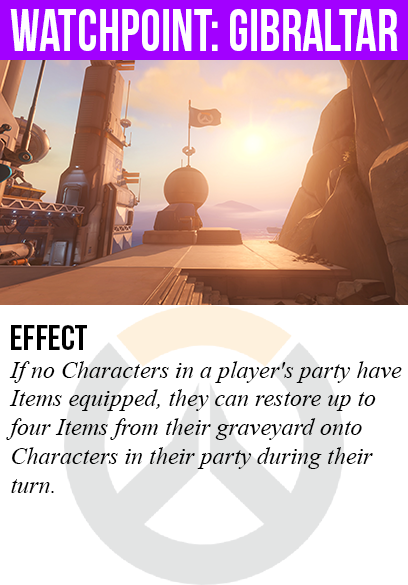 WATCHPOINT: GIBRALTAR
EFFECT
If no Characters in a player's party have
Items equipped, they can restore up to
four Items from their graveyard onto
Characters in their party during their
turn.